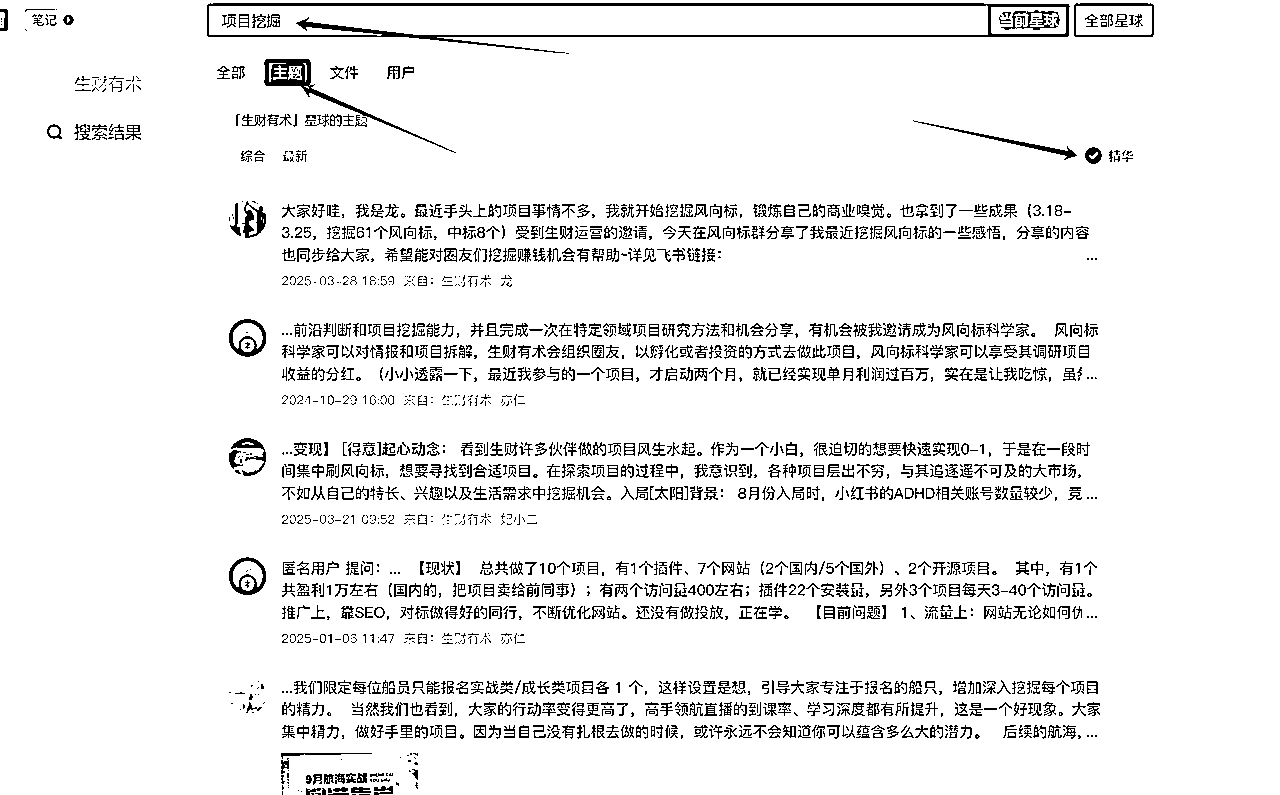 笔记
项目挖掘
当前星球
全部星球
全部
主题
文件
用户
生财有术
搜索结果
「生财有术」星球的主题
综合
最新
精华
大家好哇，我是龙。最近手头上的项目事情不多，我就开始挖掘风向标，锻炼自己的商业嗅觉。也拿到了一些成果（3.18-
3.25，挖掘61个风向标，中标8个）受到生财运营的邀请，今天在风向标群分享了我最近挖掘风向标的一些感悟，分享的内容
也同步给大家，希望能对圈友们挖掘赚钱机会有帮助~详见飞书链接： ...
2025-03-28 18:59 来自：生财有术 龙
...前沿判断和项目挖掘能力，并且完成一次在特定领域项目研究方法和机会分享，有机会被我邀请成为风向标科学家。 风向标
科学家可以对情报和项目拆解，生财有术会组织圈友，以孵化或者投资的方式去做此项目，风向标科学家可以享受其调研项目
收益的分红。（小小透露一下，最近我参与的一个项目，才启动两个月，就已经实现单月利润过百万，实在是让我吃惊，虽...
2024-10-29 16:00 来自：生财有术 亦仁
...变现】 [得意]起心动念： 看到生财许多伙伴做的项目风生水起。作为一个小白，很迫切的想要快速实现0-1，于是在一段时
间集中刷风向标，想要寻找到合适项目。在探索项目的过程中，我意识到，各种项目层出不穷，与其追逐遥不可及的大市场，
不如从自己的特长、兴趣以及生活需求中挖掘机会。入局[太阳]背景： 8月份入局时，小红书的ADHD相关账号数量较少，竞...
2025-03-21 09:52 来自：生财有术 妃小二
匿名用户 提问：... 【现状】 总共做了10个项目，有1个插件、7个网站（2个国内/5个国外）、2个开源项目。 其中，有1个
共盈利1万左右（国内的，把项目卖给前同事）；有两个访问量400左右；插件22个安装量，另外3个项目每天3-40个访问量。
推广上，靠SEO，对标做得好的同行，不断优化网站。还没有做投放，正在学。 【目前问题】 1、流量上：网站无论如何优...
2025-01-06 11:47 来自：生财有术 亦仁
...我们限定每位船员只能报名实战类/成长类项目各 1 个，这样设置是想，引导大家专注于报名的船只，增加深入挖掘每个项目
的精力。 当然我们也看到，大家的行动率变得更高了，高手领航直播的到课率、学习深度都有所提升，这是一个好现象。大家
集中精力，做好手里的项目。因为当自己没有扎根去做的时候，或许永远不会知道你可以蕴含多么大的潜力。 后续的航海，...
9月航海实战